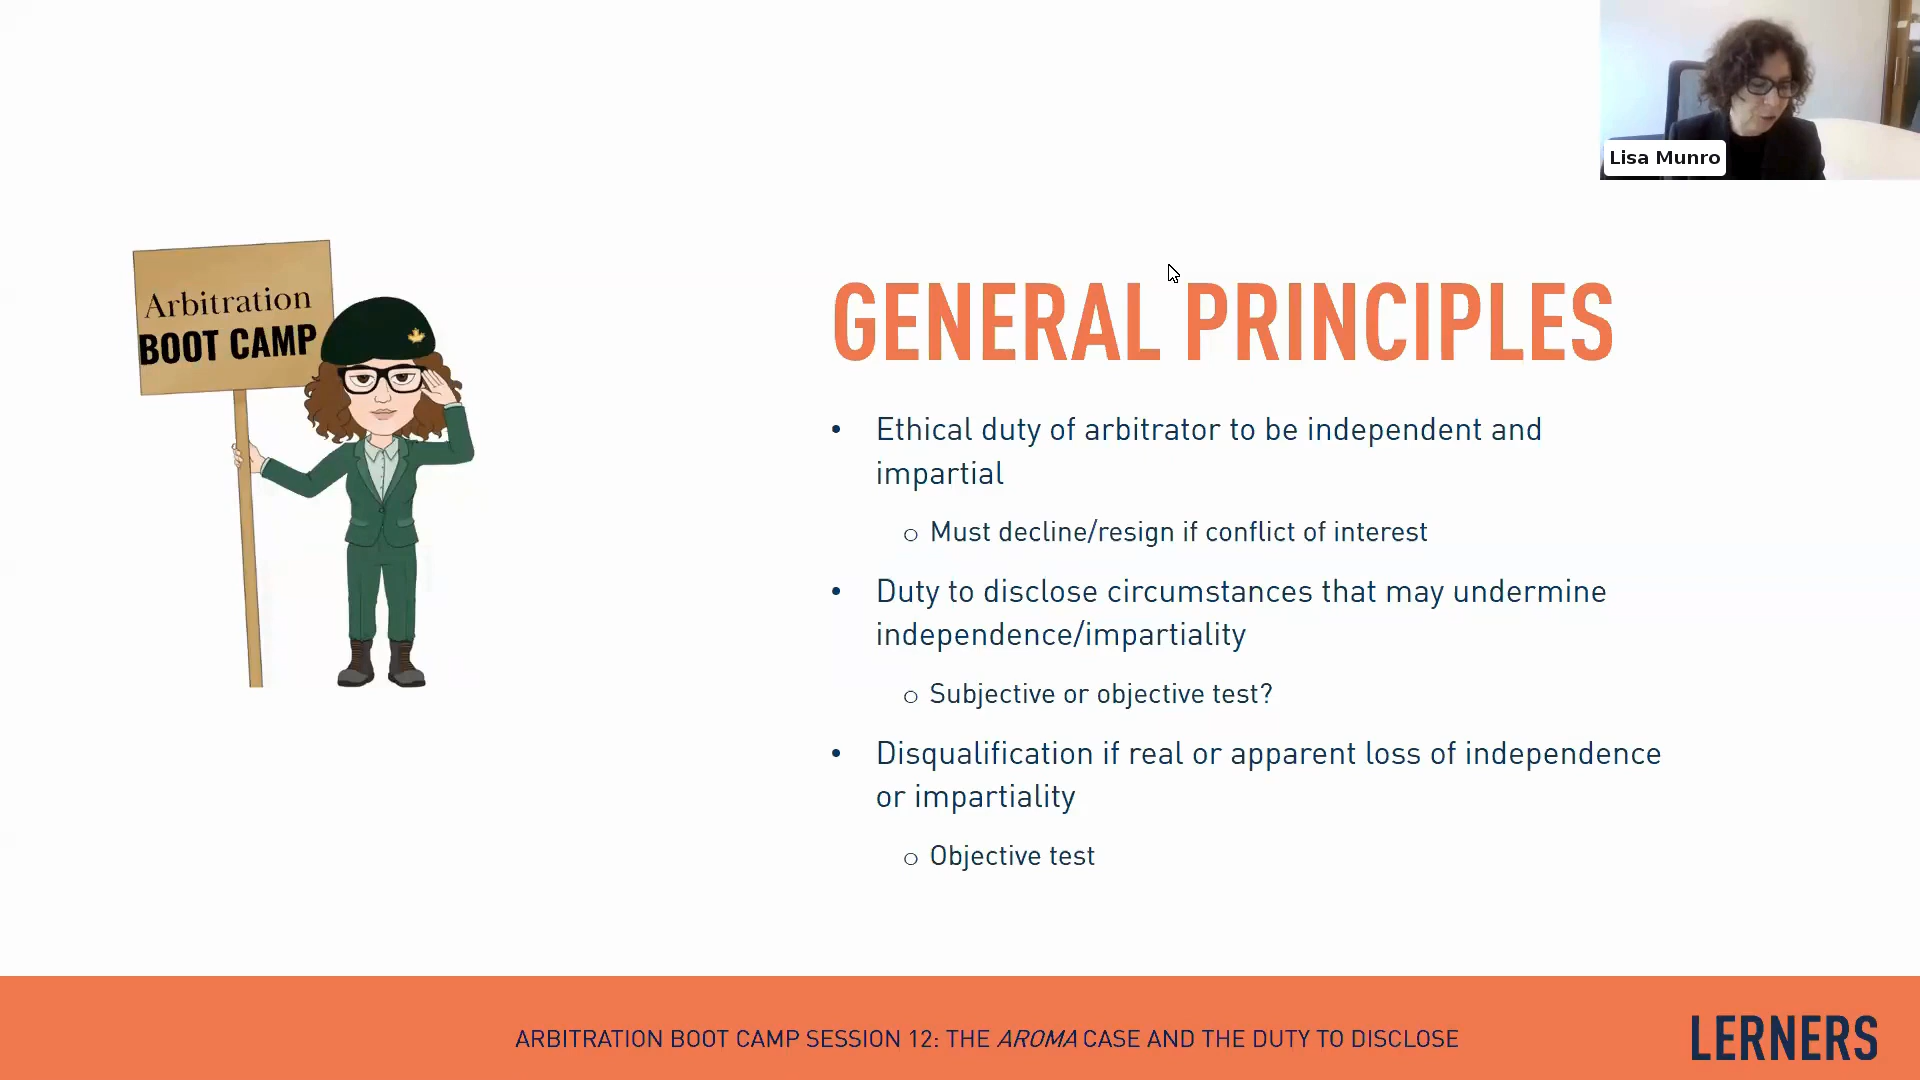 Lisa Munro
Arbitration
BOOT CAMP
GENERAL PRINCIPLES
• Ethical duty of arbitrator to be independent and
impartial
o Must decline/resign if conflict of interest
• Duty to disclose circumstances that may undermine
independence/impartiality
o Subjective or objective test?
• Disqualification if real or apparent loss of independence
or impartiality
o Objective test
ARBITRATION BOOT CAMP SESSION 12: THE AROMA CASE AND THE DUTY TO DISCLOSE
LERNERS